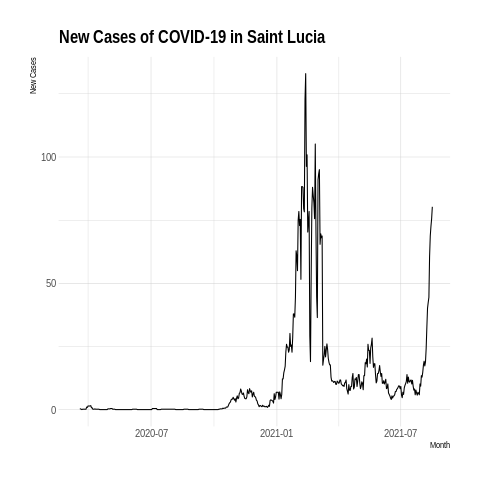 New Cases of COVID-19 in Saint Lucia
New Cases
100
50
0
2020-07
2021-01
2021-07
Month